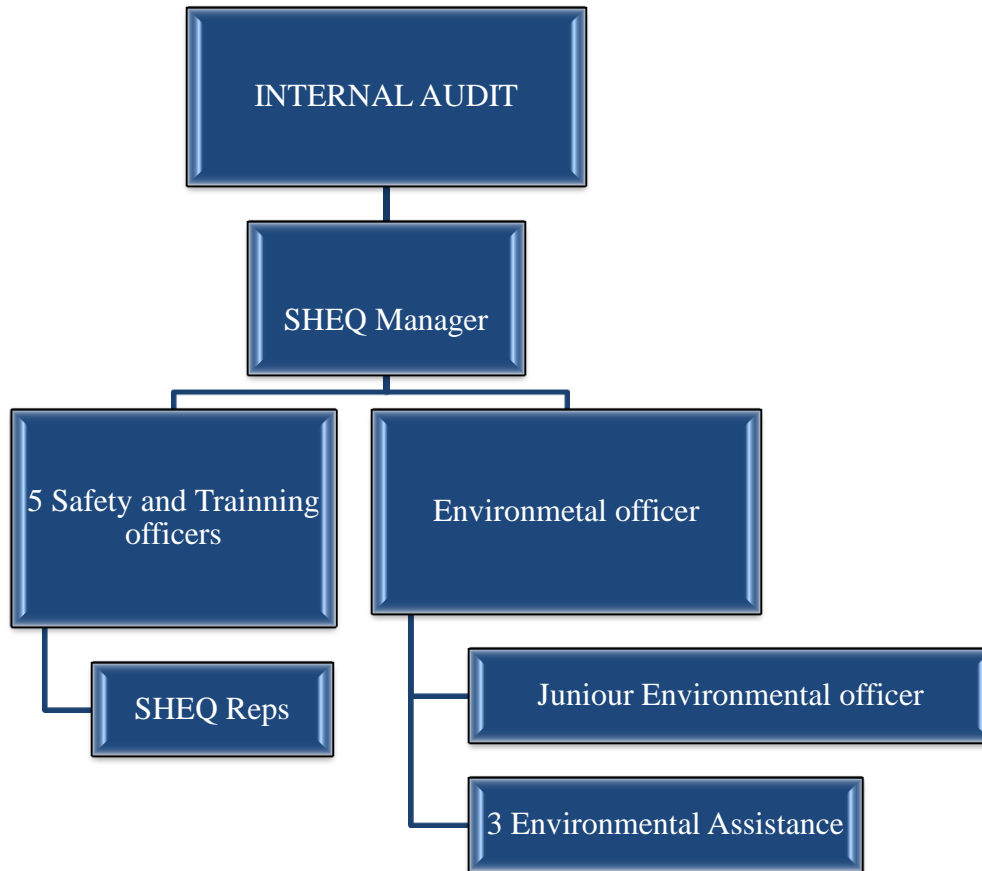 INTERNAL AUDIT
SHEQ Manager
5 Safety and Trainning
officers
Environmetal officer
SHEQ Reps
Juniour Environmental officer
3 Environmental Assistance